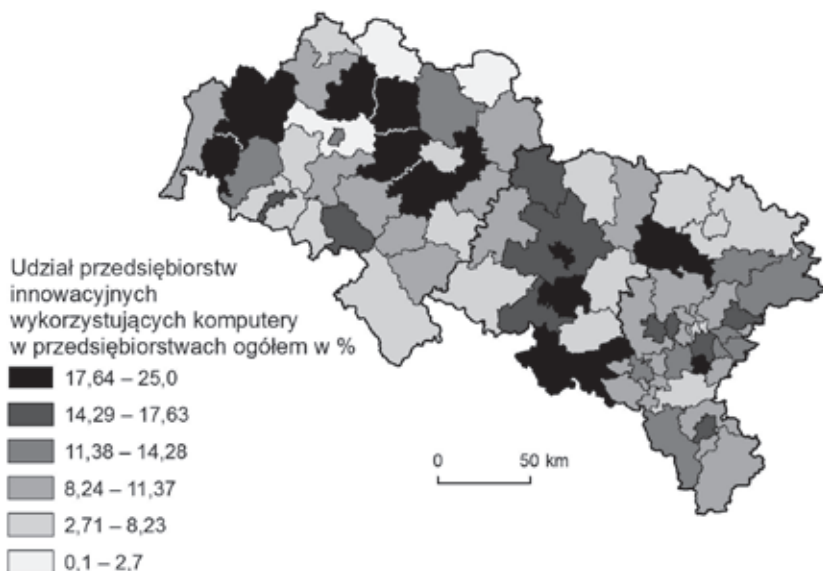 Udział przedsiębiorstw
innowacyjnych
wykorzystujących komputery
w przedsiębiorstwach ogółem w %
17,64 – 25,0
14,29 – 17,63
11,38 – 14,28
8,24 – 11,37
2,71 – 8,23
0,1 – 2,7
0 50 km